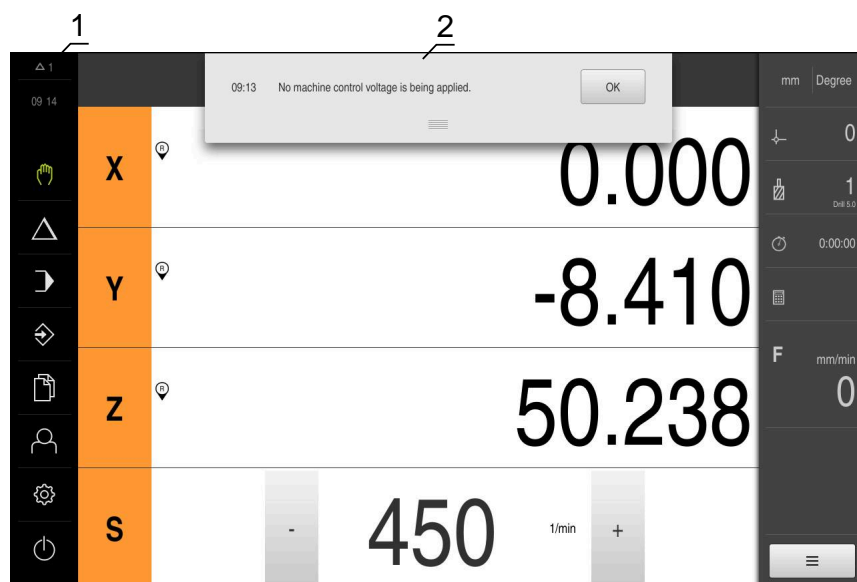 1
2
1
09 14
09:13 No machine control voltage is being applied. OK
mm Degree
X R 0.000
0
1
Drill 5.0
0:00:00
Y R -8.410
F mm/min
0
Z R 50.238
S - 450 1/min +